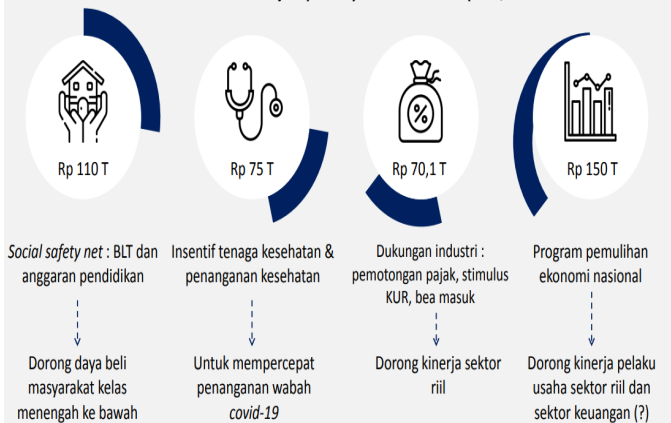 Rp 110 T
Rp 75 T
Rp 70,1 T
Rp 150 T
Social safety net : BLT dan
anggaran pendidikan
Insentif tenaga kesehatan &
penanganan kesehatan
Dukungan industri :
pemotongan pajak, stimulus
KUR, bea masuk
Program pemulihan
ekonomi nasional
Dorong daya beli
masyarakat kelas
menengah ke bawah
Untuk mempercepat
penanganan wabah
covid-19
Dorong kinerja sektor
riil
Dorong kinerja pelaku
usaha sektor riil dan
sektor keuangan (?)